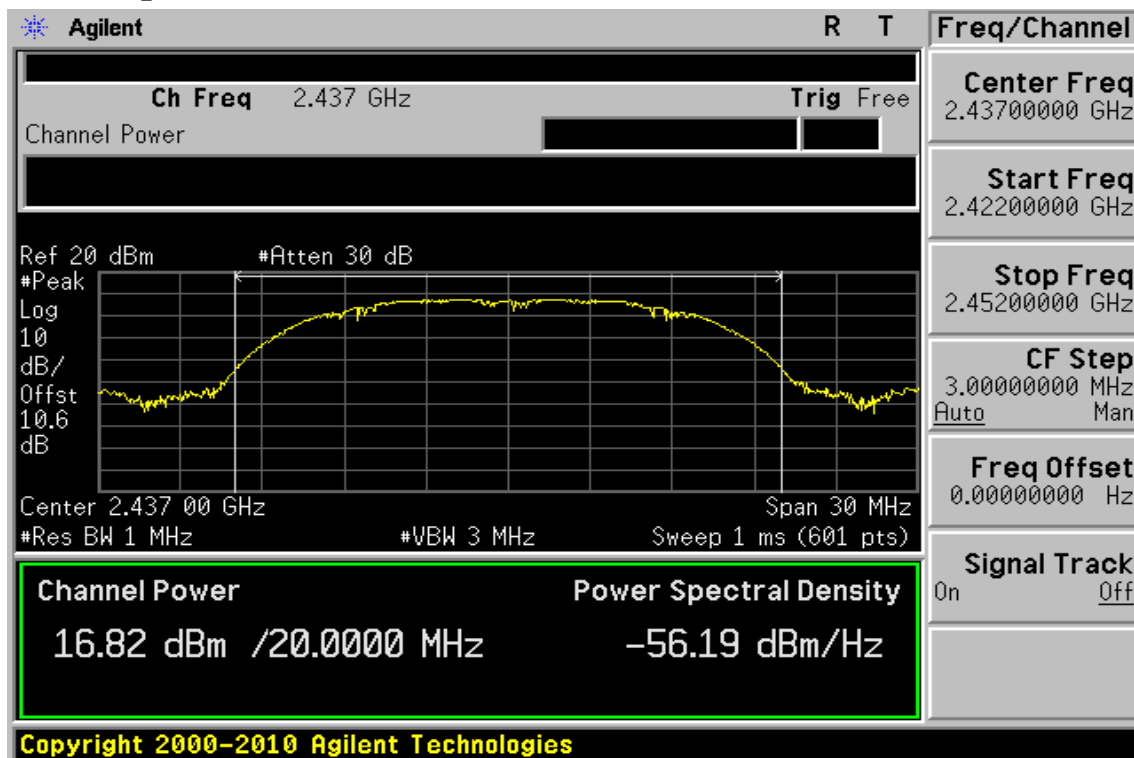 Agilent R T
Ch Freq 2.437 GHz Trig Free
Channel Power
Ref 20 dBm #Atten 30 dB
#Peak
Log
10
dB/
Offst
10.6
dB
Center 2.437 00 GHz Span 30 MHz
#Res BW 1 MHz #VBW 3 MHz Sweep 1 ms (601 pts)
Channel Power Power Spectral Density
16.82 dBm /20.0000 MHz -56.19 dBm/Hz
Copyright 2000-2010 Agilent Technologies
Freq/Channel
Center Freq
2.43700000 GHz
Start Freq
2.42200000 GHz
Stop Freq
2.45200000 GHz
CF Step
3.00000000 MHz
Auto Man
Freq Offset
0.00000000 Hz
Signal Track
On Off